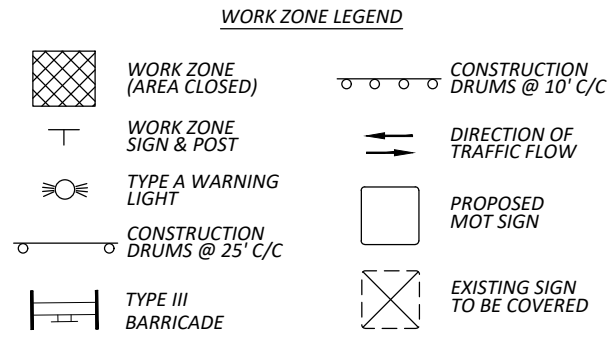 WORK ZONE LEGEND
WORK ZONE
(AREA CLOSED)
WORK ZONE
SIGN & POST
TYPE A WARNING
LIGHT
CONSTRUCTION
DRUMS @ 25' C/C
TYPE III
BARRICADE
CONSTRUCTION
DRUMS @ 10' C/C
DIRECTION OF
TRAFFIC FLOW
PROPOSED
MOT SIGN
EXISTING SIGN
TO BE COVERED